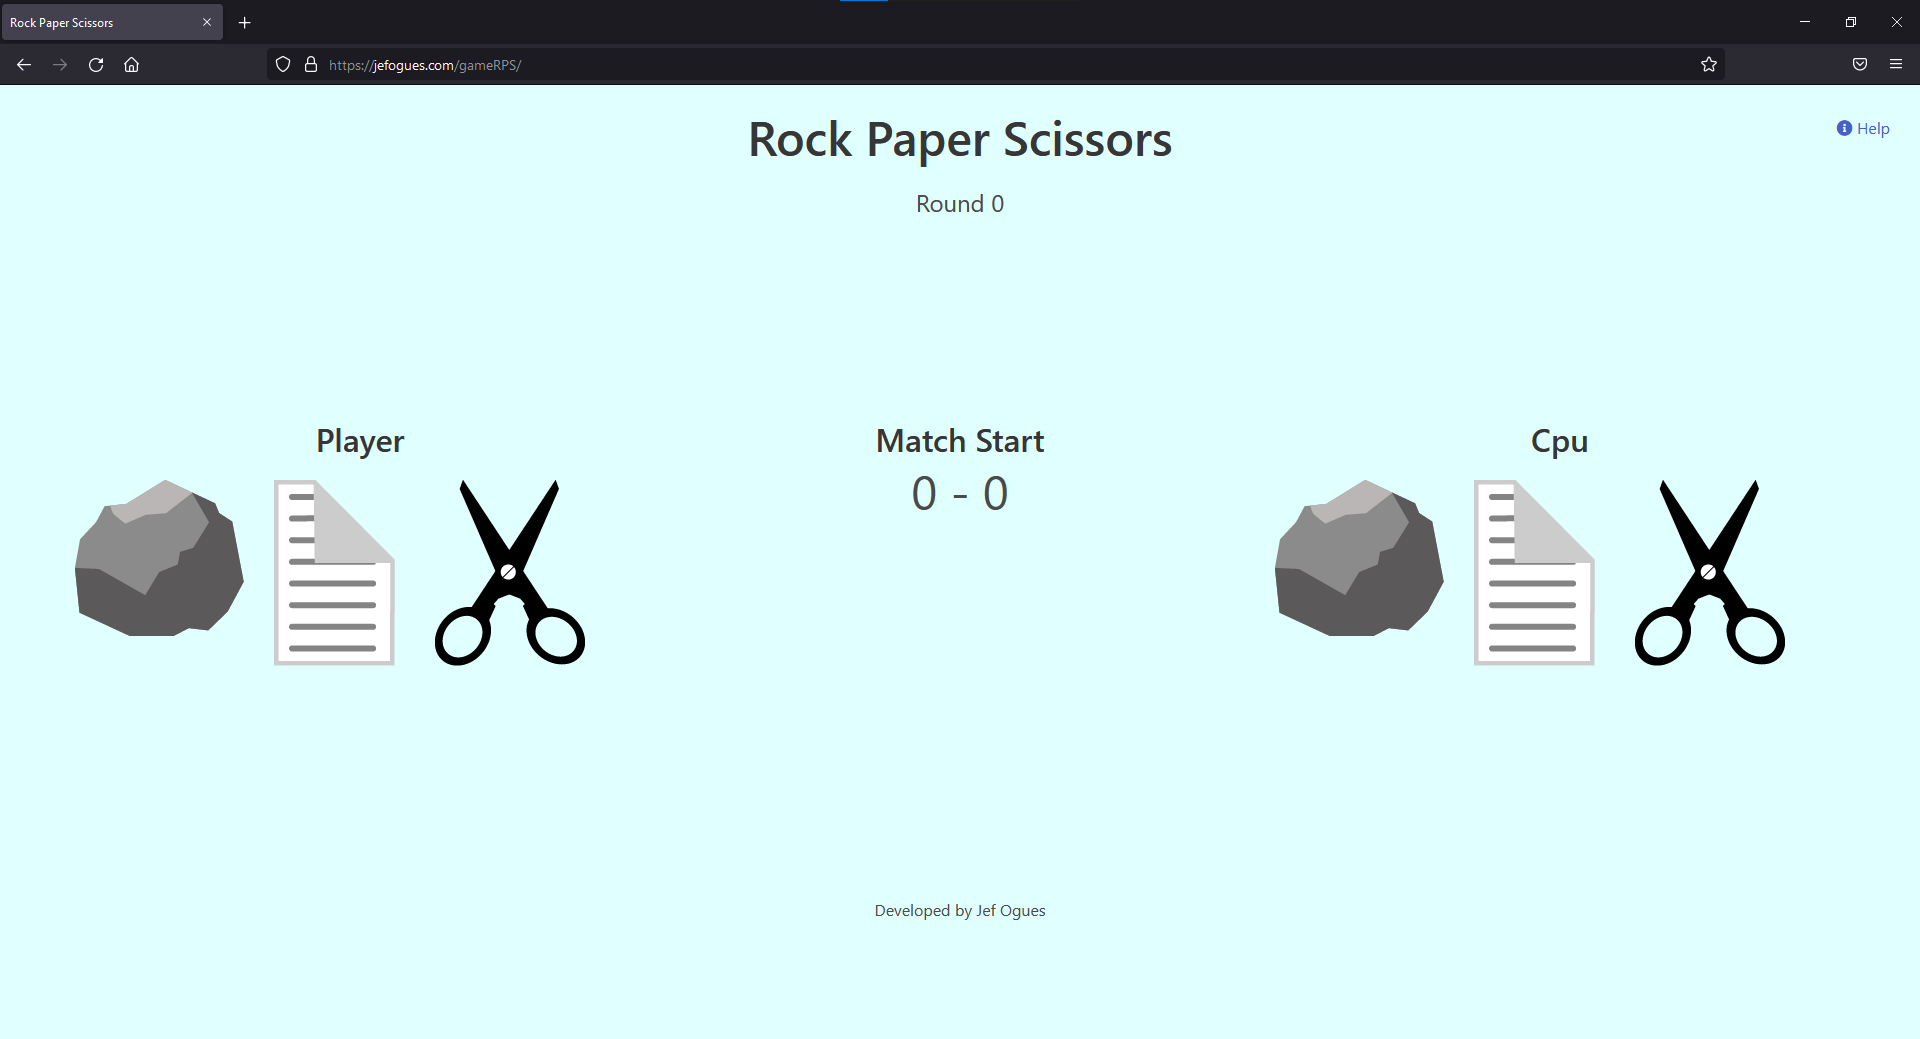 Rock Paper Scissors
https://jefogues.com/gameRPS/
Rock Paper Scissors
Help
Round 0
Player
Match Start
Cpu
0 - 0
Developed by Jef Ogues